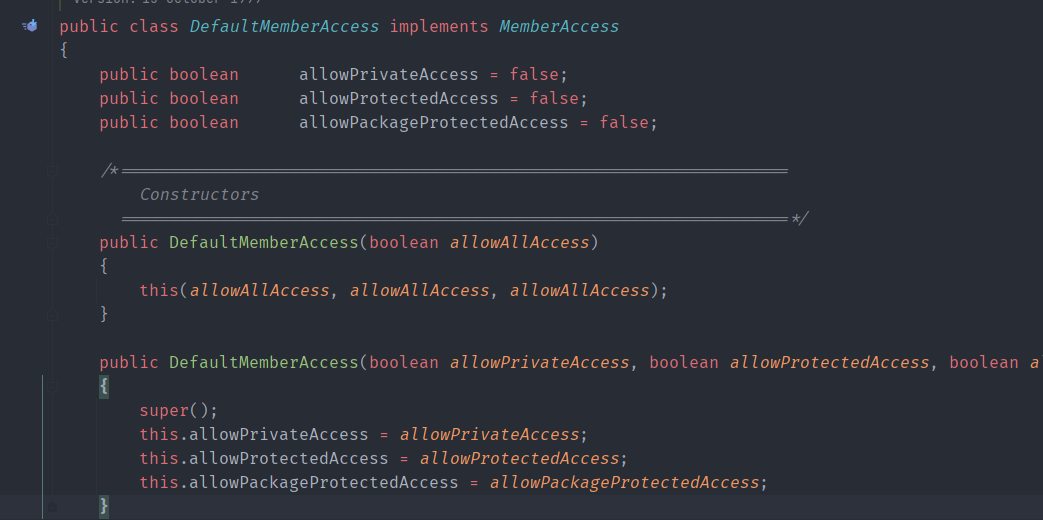 public class DefaultMemberAccess implements MemberAccess
{
public boolean allowPrivateAccess = false;
public boolean allowProtectedAccess = false;
public boolean allowPackageProtectedAccess = false;
/*===================================================================
Constructors
===================================================================*/
public DefaultMemberAccess(boolean allowAllAccess)
{
this(allowAllAccess, allowAllAccess, allowAllAccess);
}
public DefaultMemberAccess(boolean allowPrivateAccess, boolean allowProtectedAccess, boolean a
{
super();
this.allowPrivateAccess = allowPrivateAccess;
this.allowProtectedAccess = allowProtectedAccess;
this.allowPackageProtectedAccess = allowPackageProtectedAccess;
}